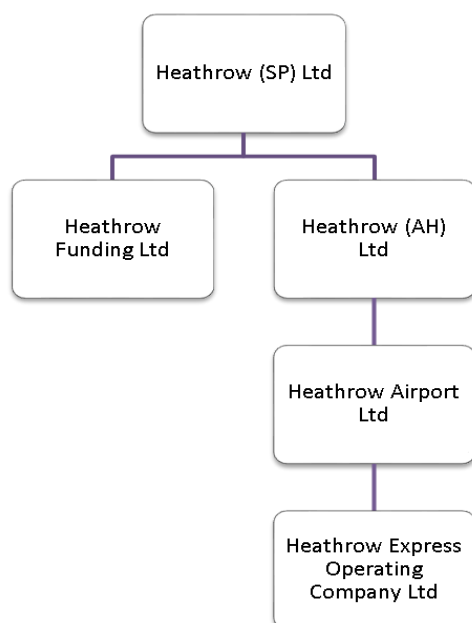 Heathrow (SP) Ltd
Heathrow
Funding Ltd
Heathrow (AH)
Ltd
Heathrow Airport
Ltd
Heathrow Express
Operating
Company Ltd